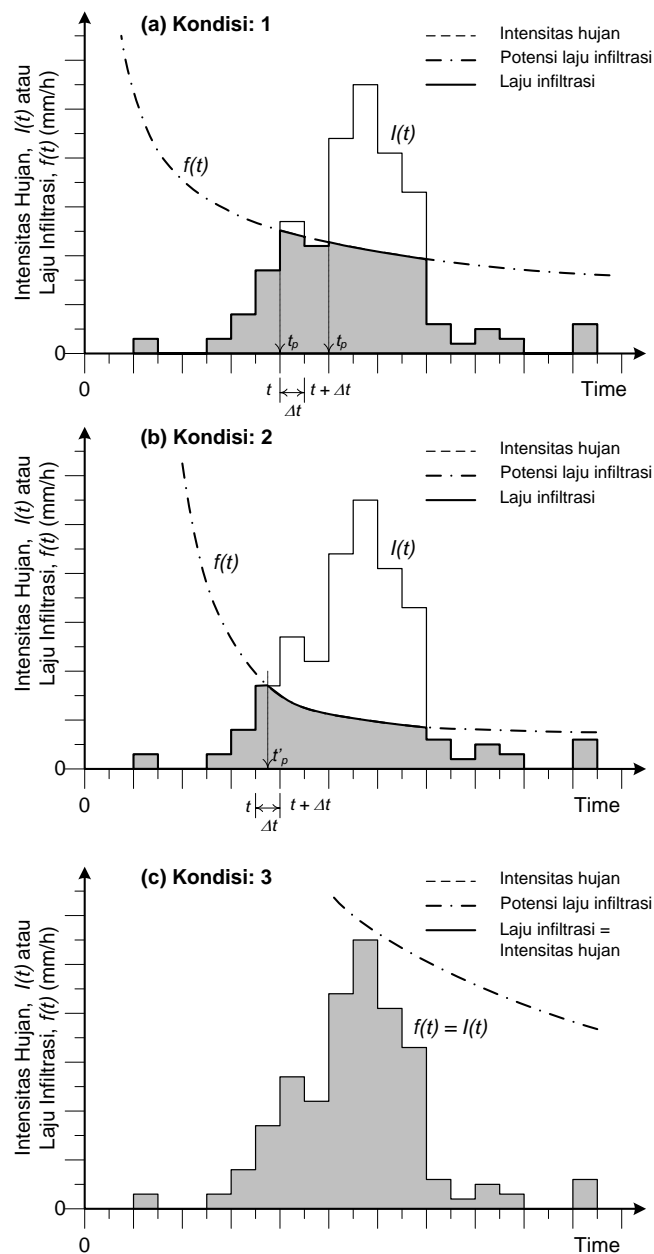 (a) Kondisi: 1
Intensitas hujan
Potensi laju infiltrasi
Laju infiltrasi
Intensitas Hujan, I(t) atau
Laju Infiltrasi, f(t) (mm/h)
f(t)
I(t)
tp
tp
0
0
t
t + Δt
Δt
Time
(b) Kondisi: 2
Intensitas hujan
Potensi laju infiltrasi
Laju infiltrasi
Intensitas Hujan, I(t) atau
Laju Infiltrasi, f(t) (mm/h)
f(t)
I(t)
t'p
0
0
t
t + Δt
Δt
Time
(c) Kondisi: 3
Intensitas hujan
Potensi laju infiltrasi
Laju infiltrasi =
Intensitas hujan
Intensitas Hujan, I(t) atau
Laju Infiltrasi, f(t) (mm/h)
f(t) = I(t)
0
0
Time